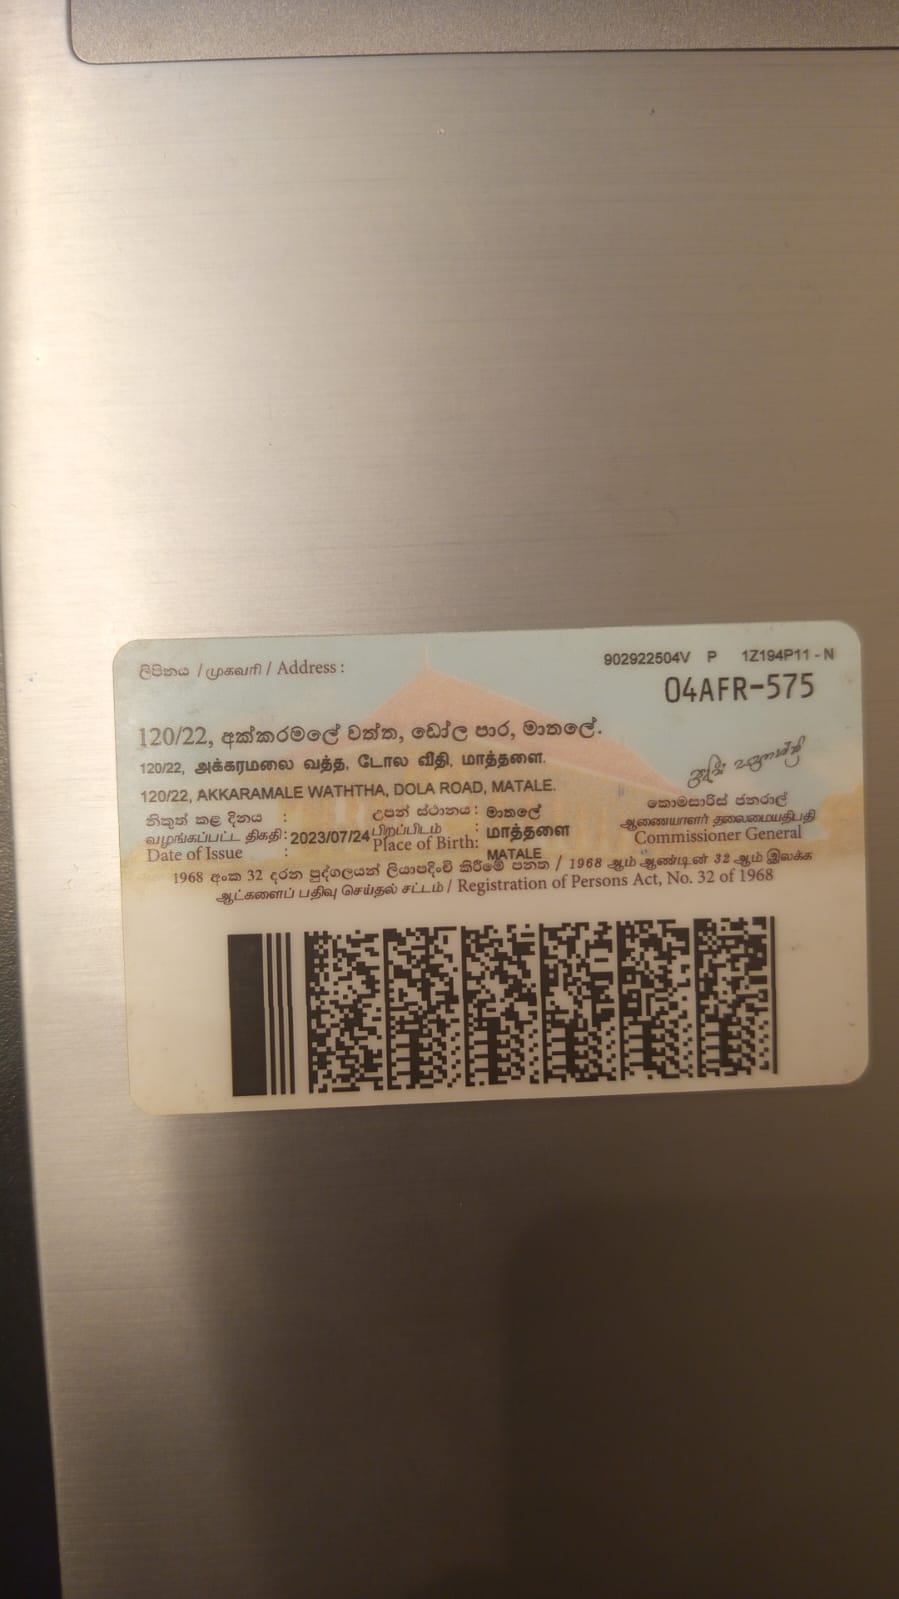 ලිපිනය / முகவரி / Address :
902922504V P 1Z194P11 - N
04AFR-575
120/22, අක්කරමලේ වත්ත, ඩෝල පාර, මාතලේ.
120/22, அக்கரமலை வத்த, டோல வீதி, மாத்தளை.
120/22, AKKARAMALE WATHTHA, DOLA ROAD, MATALE.
නිකුත් කළ දිනය :
வழங்கப்பட்ட திகதி : 2023/07/24
Date of Issue :
උපන් ස්ථානය : මාතලේ
பிறப்பிடம் : மாத்தளை
Place of Birth: MATALE
කොමසාරිස් ජනරාල්
ஆணையாளர் தலைமையதிபதி
Commissioner General
1968 අංක 32 දරන පුද්ගලයන් ලියාපදිංචි කිරීමේ පනත / 1968 ஆம் ஆண்டின் 32 ஆம் இலக்க
ஆட்களைப் பதிவு செய்தல் சட்டம் / Registration of Persons Act, No. 32 of 1968